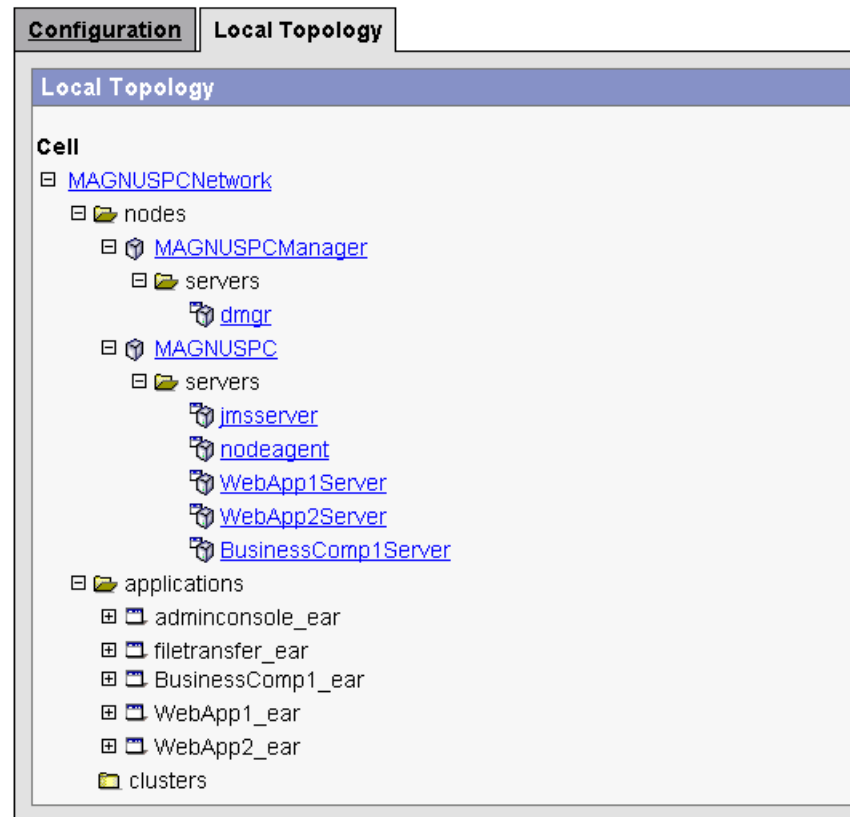 Configuration Local Topology
Local Topology
Cell
MAGNUSPCNetwork
nodes
MAGNUSPCManager
servers
dmgr
MAGNUSPC
servers
jmsserver
nodeagent
WebApp1Server
WebApp2Server
BusinessComp1Server
applications
adminconsole_ear
filetransfer_ear
BusinessComp1_ear
WebApp1_ear
WebApp2_ear
clusters